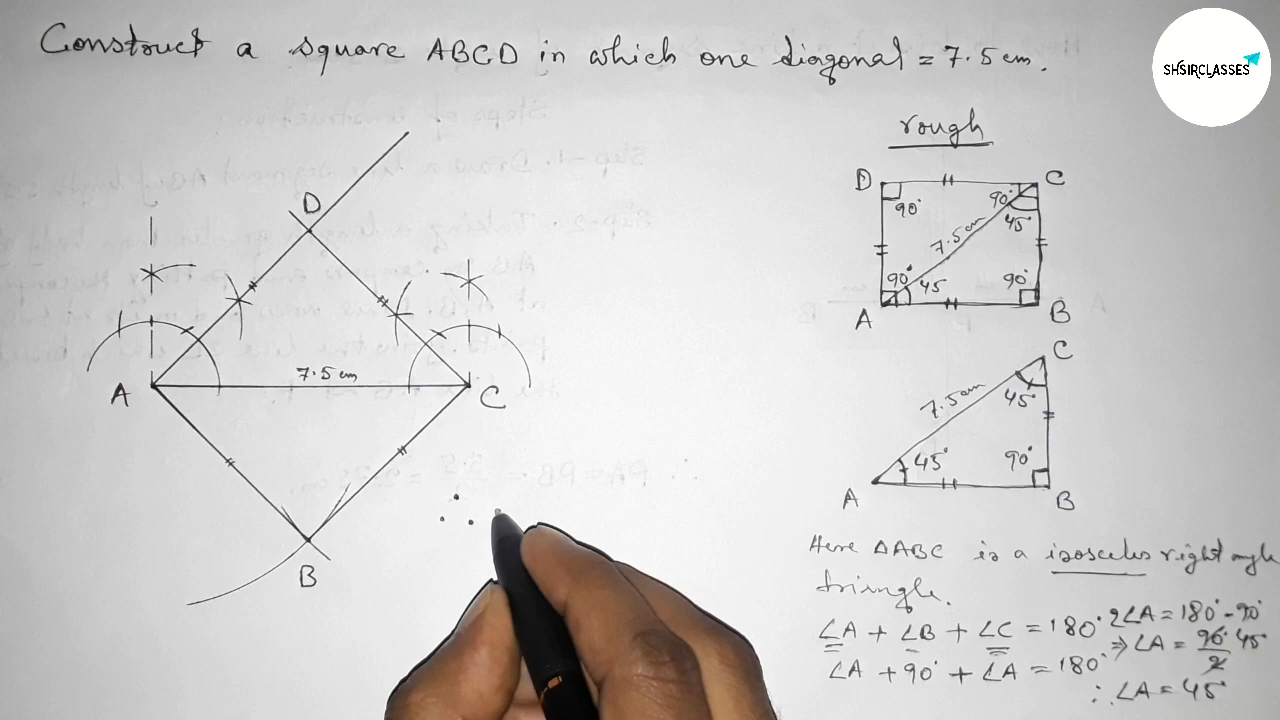 Construct a square ABCD in which one diagonal = 7.5 cm.
SHSIRCLASSES
rough
D C
90° 90° 45°
7.5 cm
90° 45 90°
A B
D
A 7.5 cm C
B
C
7.5 cm 45°
45° 90°
A B
Here ΔABC is a isosceles right angle
triangle.
∠A + ∠B + ∠C = 180°
∠A + 90° + ∠A = 180°
2∠A = 180° - 90°
⇒ ∠A = 90° 45° / 2
∴ ∠A = 45°
∴